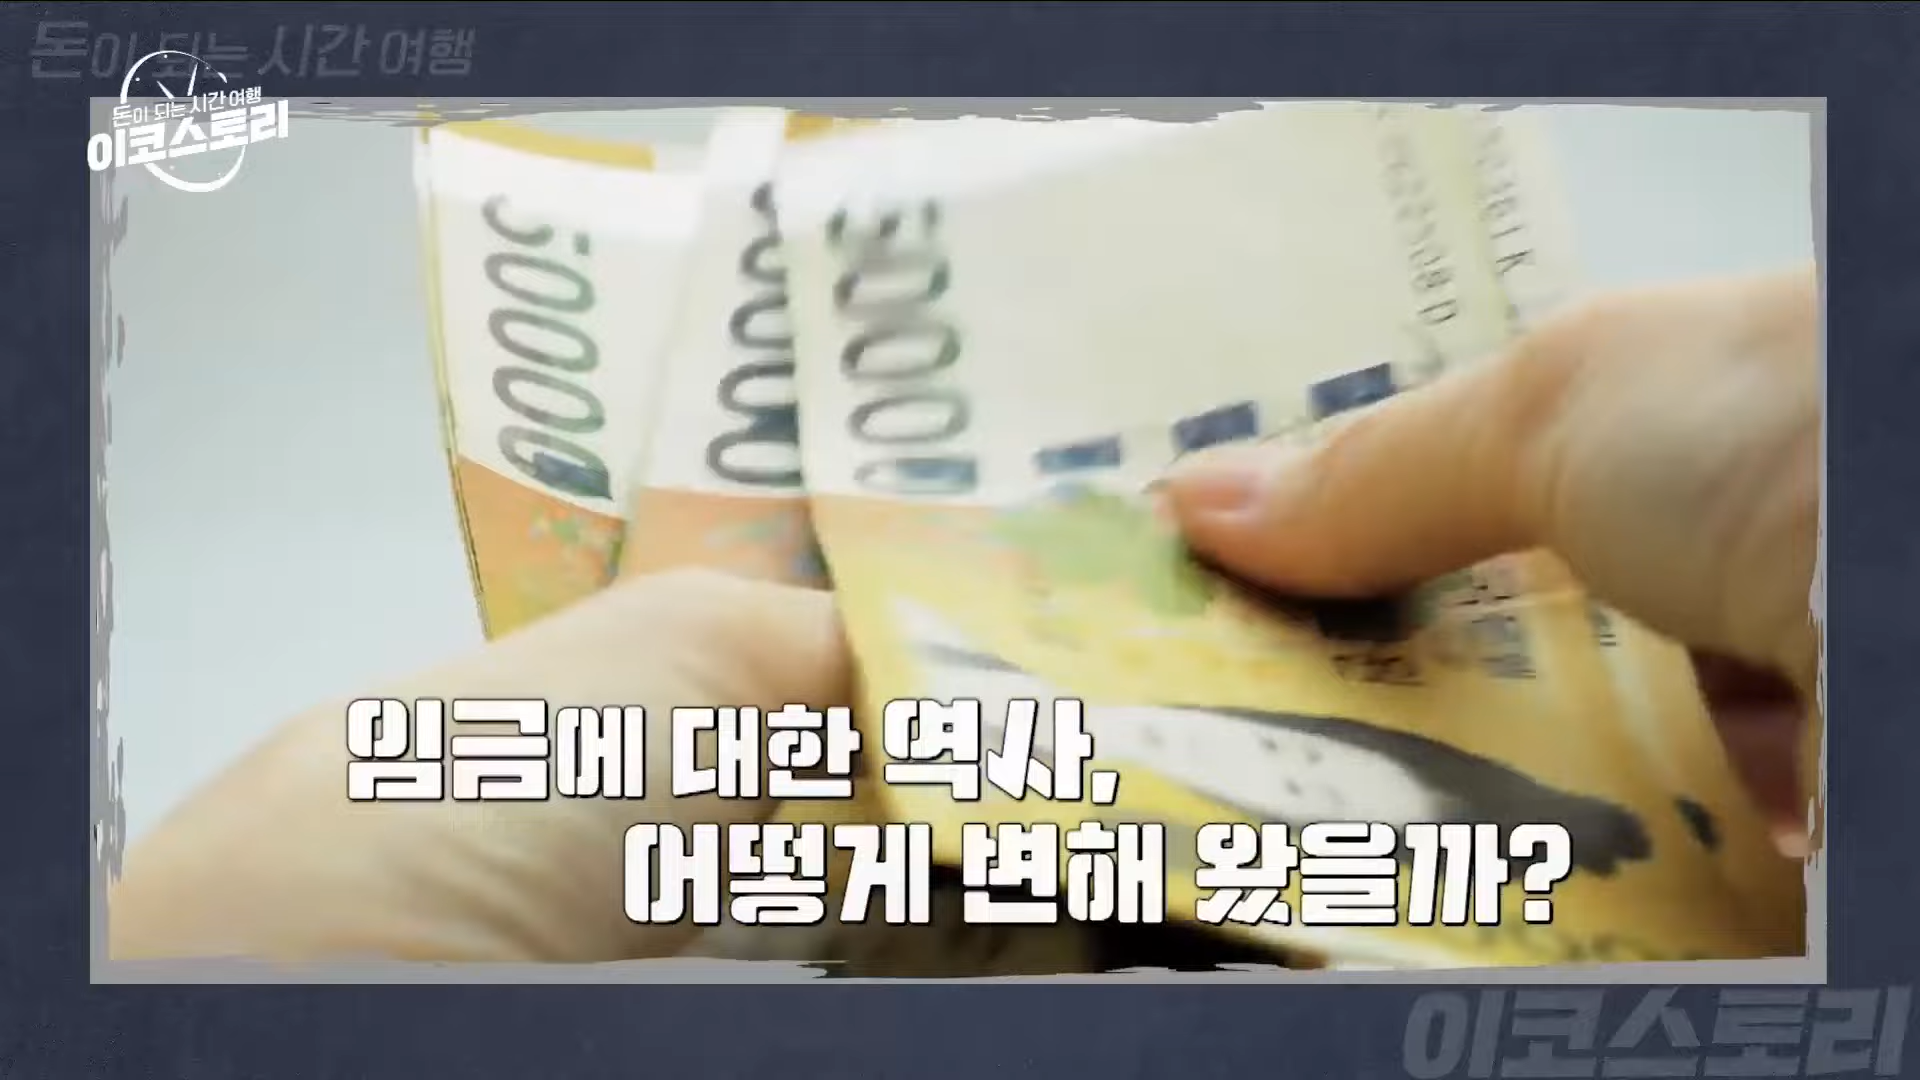 돈이 되는 시간 여행
돈이 되는 시간 여행
이코스토리
50000
50000
임금에 대한 역사,
어떻게 변해 왔을까?
이코스토리